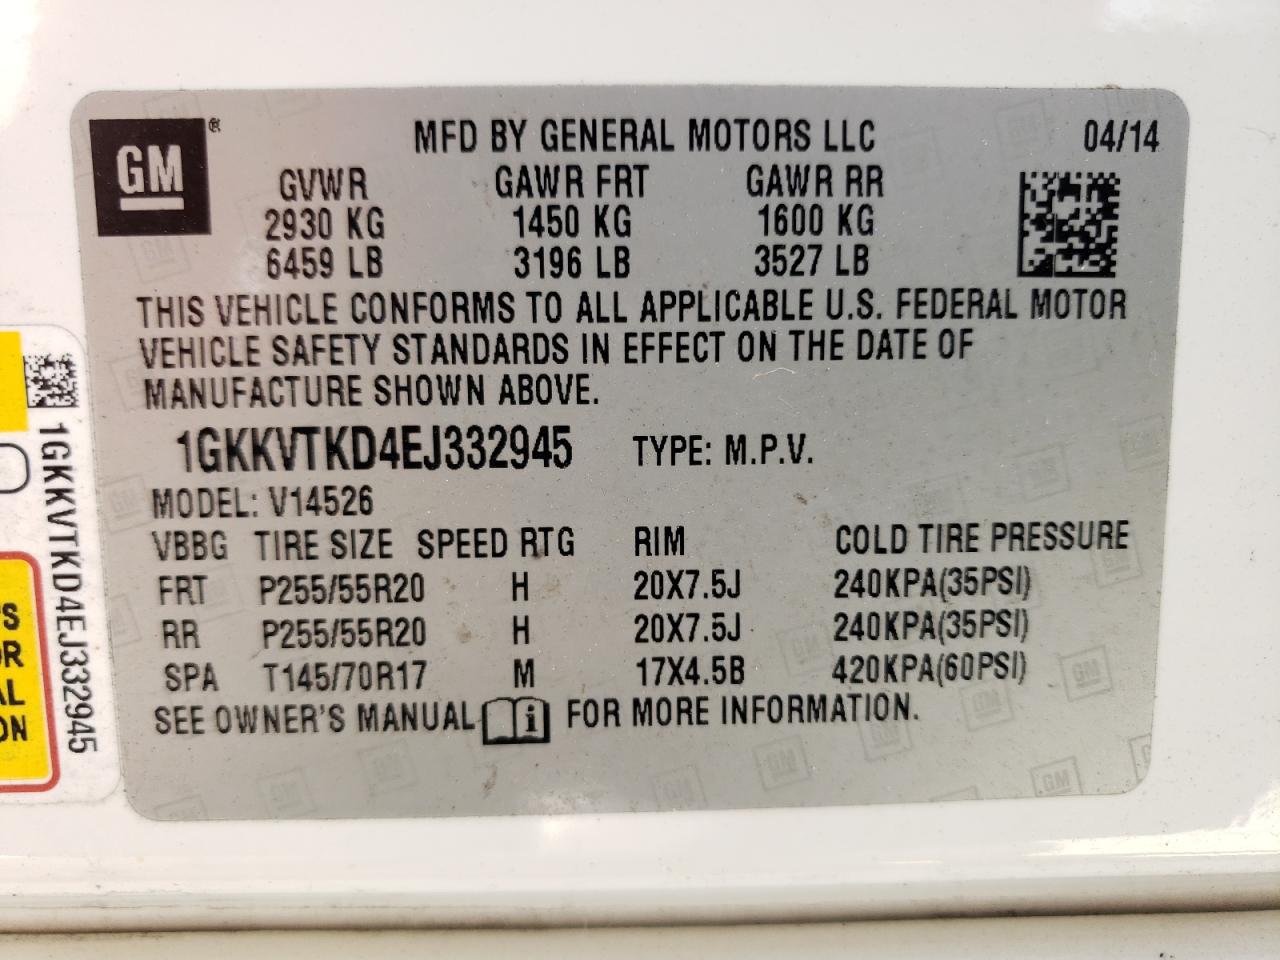 GM
®
MFD BY GENERAL MOTORS LLC 04/14
GVWR GAWR FRT GAWR RR
2930 KG 1450 KG 1600 KG
6459 LB 3196 LB 3527 LB
THIS VEHICLE CONFORMS TO ALL APPLICABLE U.S. FEDERAL MOTOR
VEHICLE SAFETY STANDARDS IN EFFECT ON THE DATE OF
MANUFACTURE SHOWN ABOVE.
1GKKVTKD4EJ332945 TYPE: M.P.V.
MODEL: V14526
VBBG TIRE SIZE SPEED RTG RIM COLD TIRE PRESSURE
FRT P255/55R20 H 20X7.5J 240KPA(35PSI)
RR P255/55R20 H 20X7.5J 240KPA(35PSI)
SPA T145/70R17 M 17X4.5B 420KPA(60PSI)
SEE OWNER'S MANUAL i FOR MORE INFORMATION.
1GKKVTKD4EJ332945